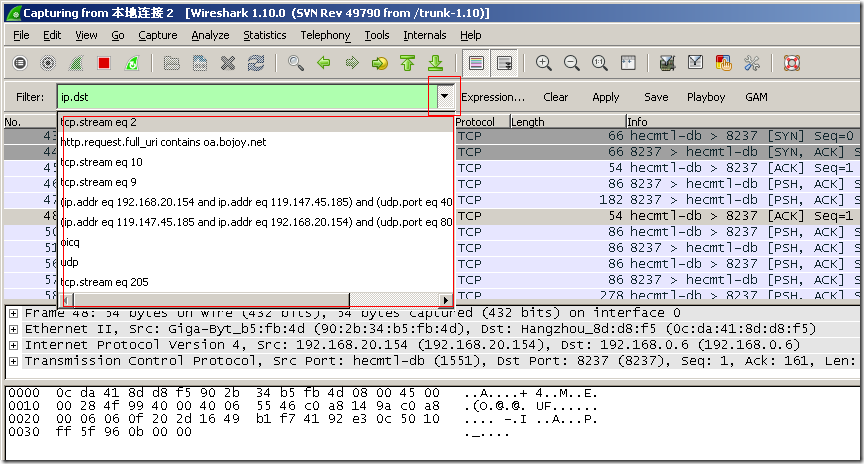 Capturing from 本地连接 2    [Wireshark 1.10.0  (SVN Rev 49790 from /trunk-1.10)]
File Edit View Go Capture Analyze Statistics Telephony Tools Internals Help
Filter: ip.dst Expression... Clear Apply Save Playboy GAM
No. Protocol Length Info
tcp.stream eq 2
http.request.full_uri contains oa.bojoy.net
tcp.stream eq 10
tcp.stream eq 9
(ip.addr eq 192.168.20.154 and ip.addr eq 119.147.45.185) and (udp.port eq 40
(ip.addr eq 119.147.45.185 and ip.addr eq 192.168.20.154) and (udp.port eq 80
oicq
udp
tcp.stream eq 205
43 TCP 66 hecmtl-db > 8237 [SYN] Seq=0
44 TCP 66 8237 > hecmtl-db [SYN, ACK] S
45 TCP 54 hecmtl-db > 8237 [ACK] Seq=1
46 TCP 86 8237 > hecmtl-db [PSH, ACK]
47 TCP 182 8237 > hecmtl-db [PSH, ACK]
48 TCP 54 hecmtl-db > 8237 [ACK] Seq=1
50 TCP 86 8237 > hecmtl-db [PSH, ACK]
51 TCP 86 8237 > hecmtl-db [PSH, ACK]
56 TCP 86 8237 > hecmtl-db [PSH, ACK]
57 TCP 86 8237 > hecmtl-db [PSH, ACK]
58 TCP 278 8237 > hecmtl-db [PSH, ACK]
Frame 48: 54 bytes on wire (432 bits), 54 bytes captured (432 bits) on interface 0
Ethernet II, Src: Giga-Byt_b5:fb:4d (90:2b:34:b5:fb:4d), Dst: Hangzhou_8d:d8:f5 (0c:da:41:8d:d8:f5)
Internet Protocol Version 4, Src: 192.168.20.154 (192.168.20.154), Dst: 192.168.0.6 (192.168.0.6)
Transmission Control Protocol, Src Port: hecmtl-db (1551), Dst Port: 8237 (8237), Seq: 1, Ack: 161, Len:
0000  0c da 41 8d d8 f5 90 2b  34 b5 fb 4d 08 00 45 00  ..A....+ 4..M..E.
0010  00 28 4f 99 40 00 40 06  55 46 c0 a8 14 9a c0 a8  .(O.@.@. UF......
0020  00 06 06 0f 20 2d 16 49  b1 f7 41 92 e3 0c 50 10  .... -.I ..A...P.
0030  ff 5f 96 0b 00 00  ._....